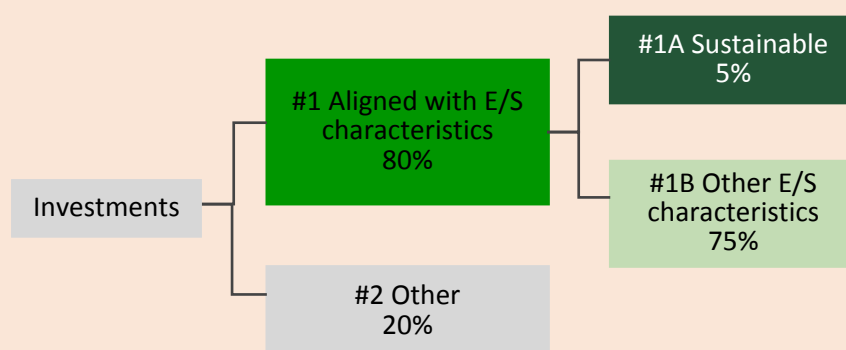 Investments
#1 Aligned with E/S
characteristics
80%
#2 Other
20%
#1A Sustainable
5%
#1B Other E/S
characteristics
75%